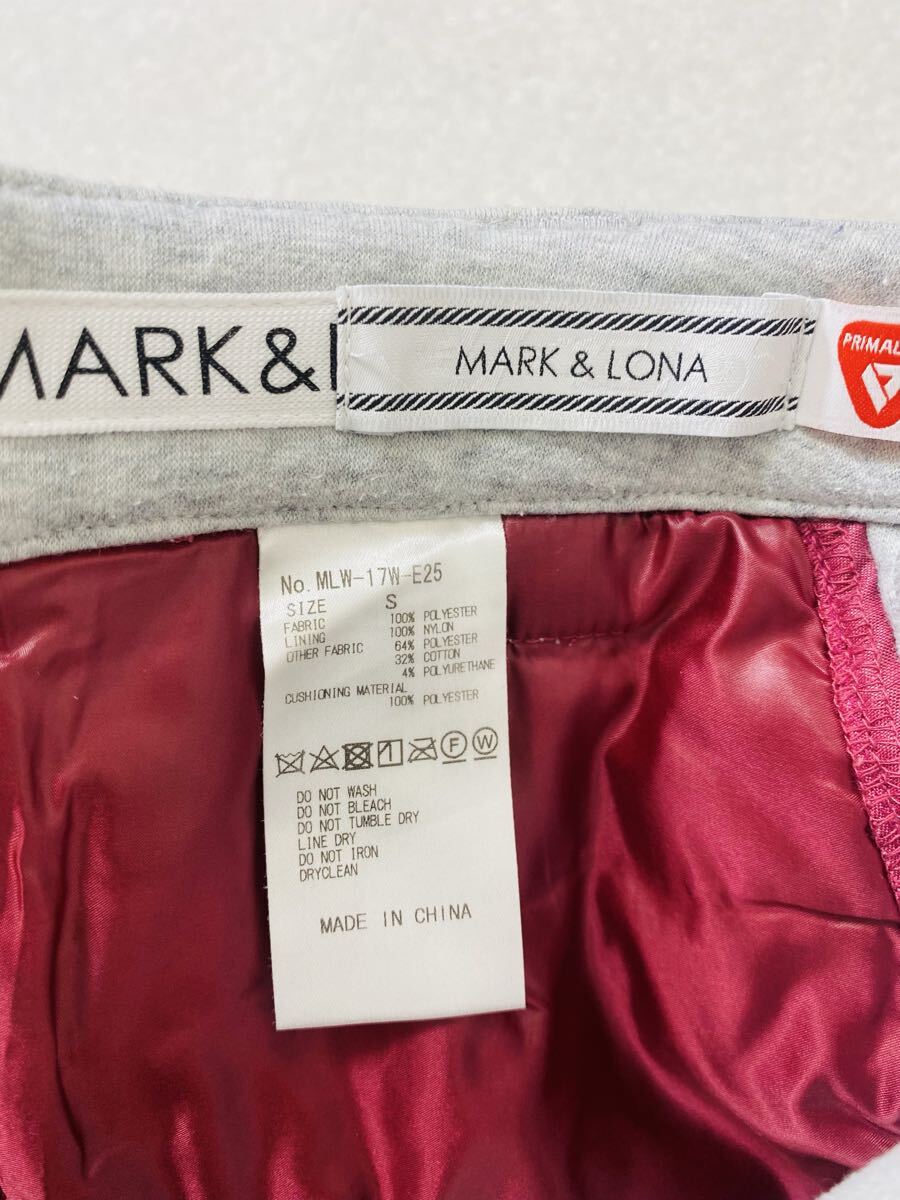 MARK&
MARK & LONA
PRIMAL
No. MLW-17W-E25
SIZE S
FABRIC 100% POLYESTER
LINING 100% NYLON
OTHER FABRIC 64% POLYESTER
32% COTTON
4% POLYURETHANE
CUSHIONING MATERIAL
100% POLYESTER
1 F W
DO NOT WASH
DO NOT BLEACH
DO NOT TUMBLE DRY
LINE DRY
DO NOT IRON
DRYCLEAN
MADE IN CHINA